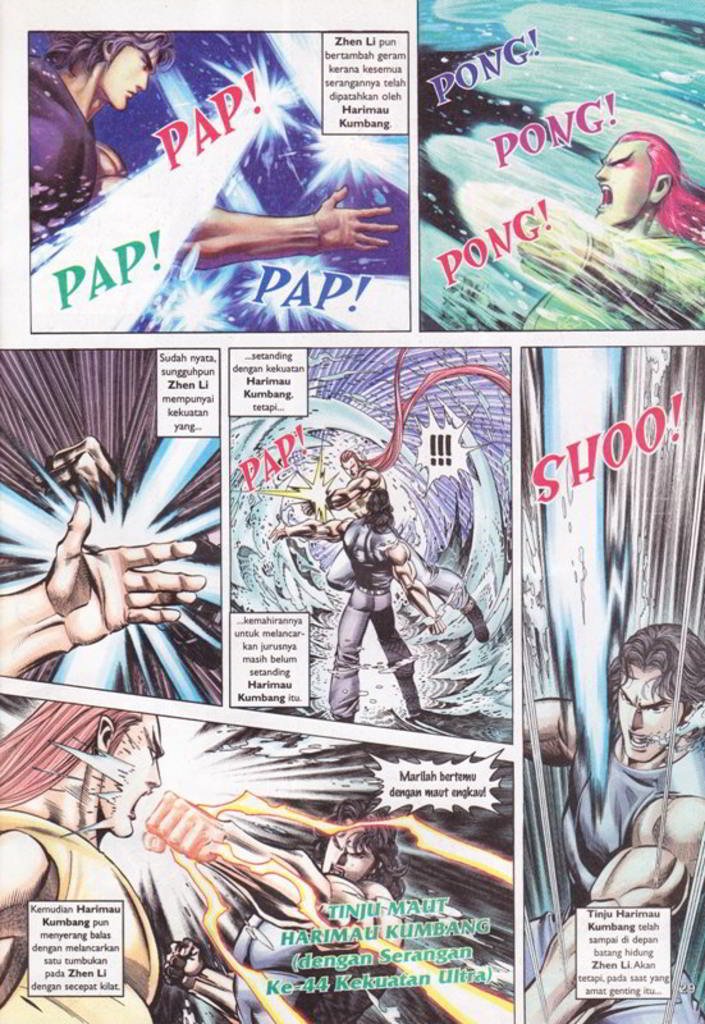 Zhen Li pun
bertambah geram
kerana kesemua
serangannya telah
dipatahkan oleh
Harimau
Kumbang.
PAP!
PAP!
PAP!
PONG!
PONG!
PONG!
Sudah nyata,
sungguhpun
Zhen Li
mempunyai
kekuatan
yang...
...setanding
dengan kekuatan
Harimau
Kumbang,
tetapi...
PAP!
!!!
...kemahirannya
untuk melancar-
kan jurusnya
masih belum
setanding
Harimau
Kumbang itu.
SHOO!
Marilah bertemu
dengan maut engkau!
Kemudian Harimau
Kumbang pun
menyerang balas
dengan melancarkan
satu tumbukan
pada Zhen Li
dengan secepat kilat.
TINJU MAUT
HARIMAU KUMBANG
(dengan Serangan
Ke-44 Kekuatan Ultra)
Tinju Harimau
Kumbang telah
sampai di depan
batang hidung
Zhen Li. Akan
tetapi, pada saat yang
amat genting itu...
29